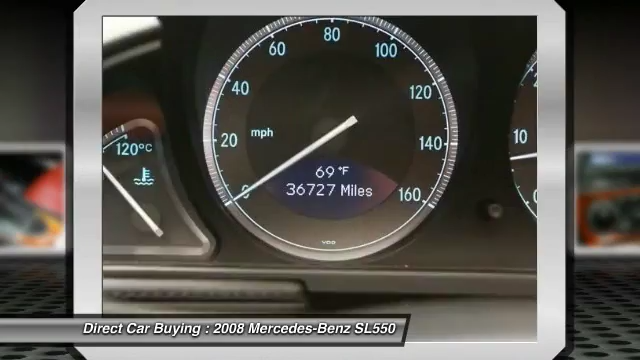 80
60
100
40
120
20
mph
140
0
160
69 °F
36727 Miles
VDO
120°C
10
Direct Car Buying : 2008 Mercedes-Benz SL550